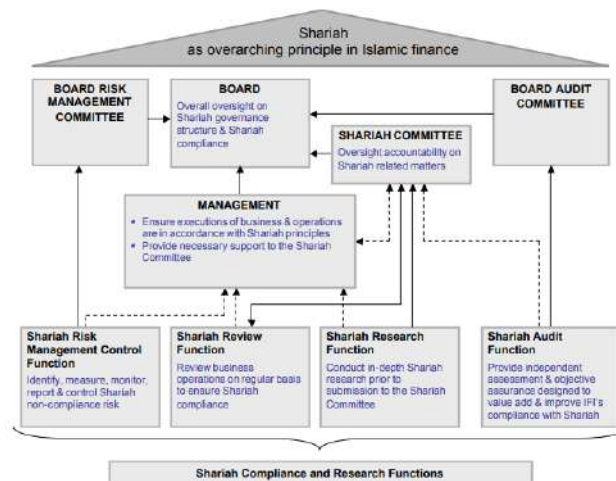 Shariah
as overarching principle in Islamic finance
BOARD RISK
MANAGEMENT
COMMITTEE
BOARD
Overall oversight on
Shariah governance
structure & Shariah
compliance
BOARD AUDIT
COMMITTEE
SHARIAH COMMITTEE
Oversight accountability on
Shariah related matters
MANAGEMENT
• Ensure executions of business & operations
are in accordance with Shariah principles
• Provide necessary support to the Shariah
Committee
Shariah Risk
Management Control
Function
Identify, measure, monitor,
report & control Shariah
non-compliance risk
Shariah Review
Function
Review business
operations on regular basis
to ensure Shariah
compliance
Shariah Research
Function
Conduct in-depth Shariah
research prior to
submission to the Shariah
Committee
Shariah Audit
Function
Provide independent
assessment & objective
assurance designed to
value add & improve IFI's
compliance with Shariah
Shariah Compliance and Research Functions